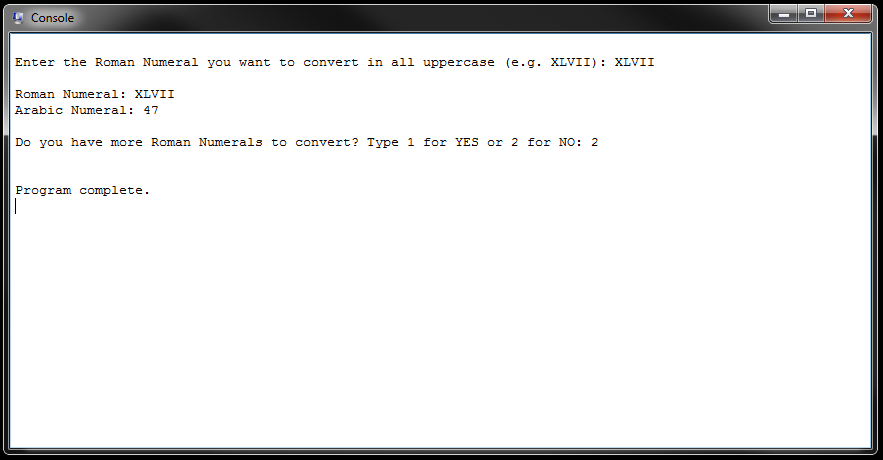 Console
Enter the Roman Numeral you want to convert in all uppercase (e.g. XLVII): XLVII
Roman Numeral: XLVII
Arabic Numeral: 47
Do you have more Roman Numerals to convert? Type 1 for YES or 2 for NO: 2
Program complete.